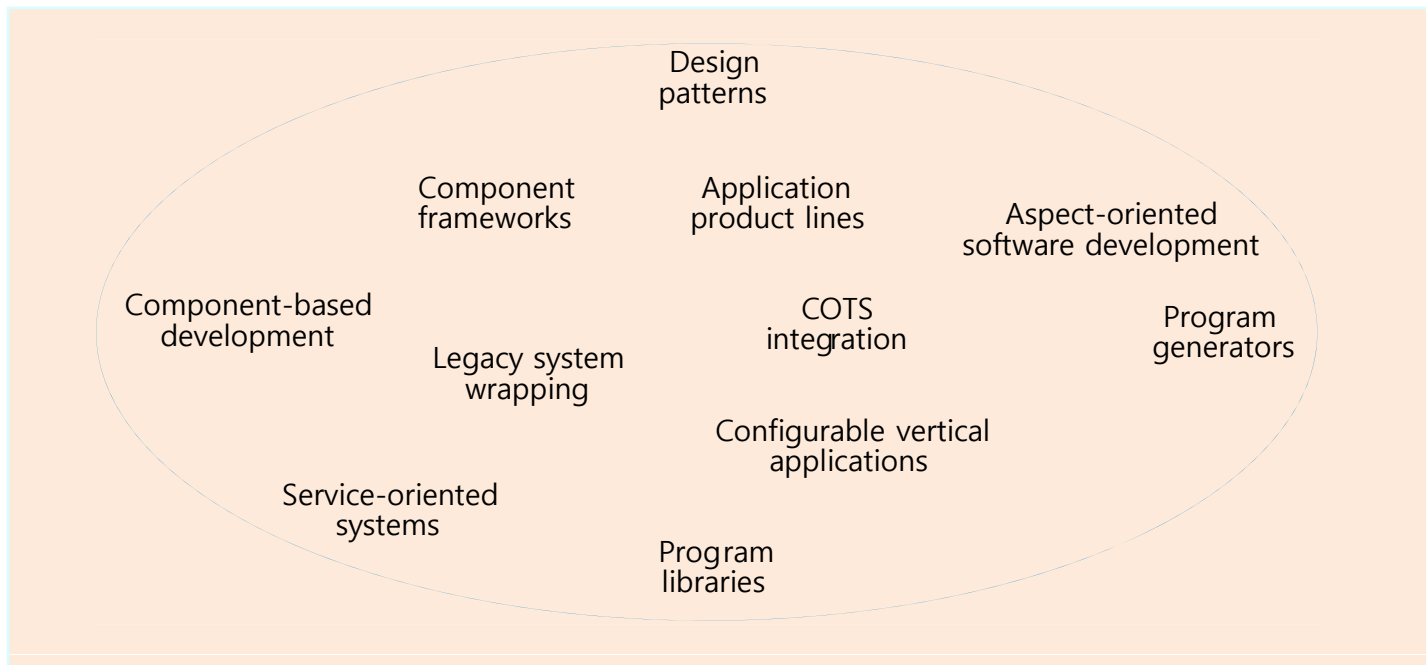 Design
patterns
Component
frameworks
Application
product lines
Aspect-oriented
software development
Component-based
development
COTS
integration
Program
generators
Legacy system
wrapping
Configurable vertical
applications
Service-oriented
systems
Program
libraries